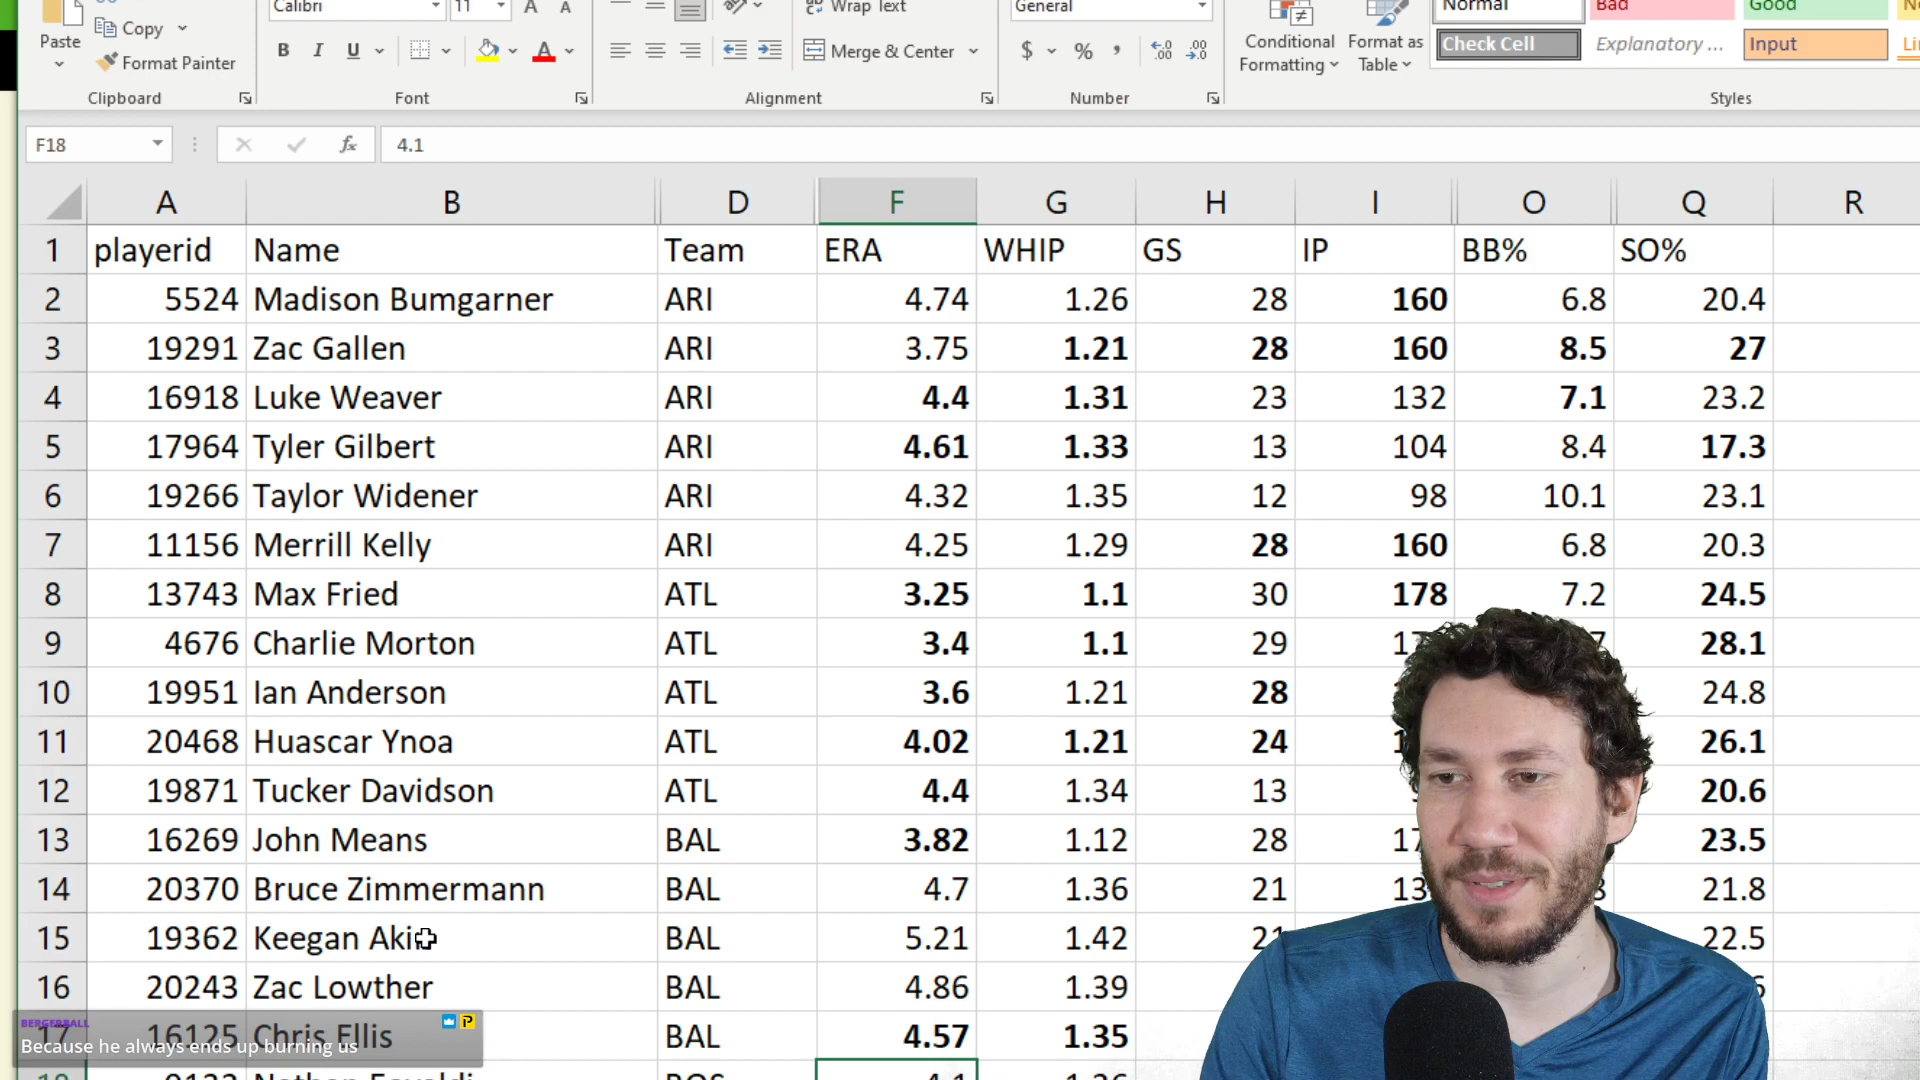 Calibri 11 A A Wrap Text General Normal Bad Good
Paste Copy B I U A Merge & Center $ % , Conditional Formatting Format as Table Check Cell Explanatory ... Input
Format Painter
Clipboard Font Alignment Number Styles
F18 fx 4.1
A B D F G H I O Q R
1 playerid Name Team ERA WHIP GS IP BB% SO%
2 5524 Madison Bumgarner ARI 4.74 1.26 28 160 6.8 20.4
3 19291 Zac Gallen ARI 3.75 1.21 28 160 8.5 27
4 16918 Luke Weaver ARI 4.4 1.31 23 132 7.1 23.2
5 17964 Tyler Gilbert ARI 4.61 1.33 13 104 8.4 17.3
6 19266 Taylor Widener ARI 4.32 1.35 12 98 10.1 23.1
7 11156 Merrill Kelly ARI 4.25 1.29 28 160 6.8 20.3
8 13743 Max Fried ATL 3.25 1.1 30 178 7.2 24.5
9 4676 Charlie Morton ATL 3.4 1.1 29 28.1
10 19951 Ian Anderson ATL 3.6 1.21 28 24.8
11 20468 Huascar Ynoa ATL 4.02 1.21 24 26.1
12 19871 Tucker Davidson ATL 4.4 1.34 13 20.6
13 16269 John Means BAL 3.82 1.12 28 23.5
14 20370 Bruce Zimmermann BAL 4.7 1.36 21 21.8
15 19362 Keegan Aki BAL 5.21 1.42 21 22.5
16 20243 Zac Lowther BAL 4.86 1.39
17 16125 Chris Ellis BAL 4.57 1.35
BERGERBALL
Because he always ends up burning us